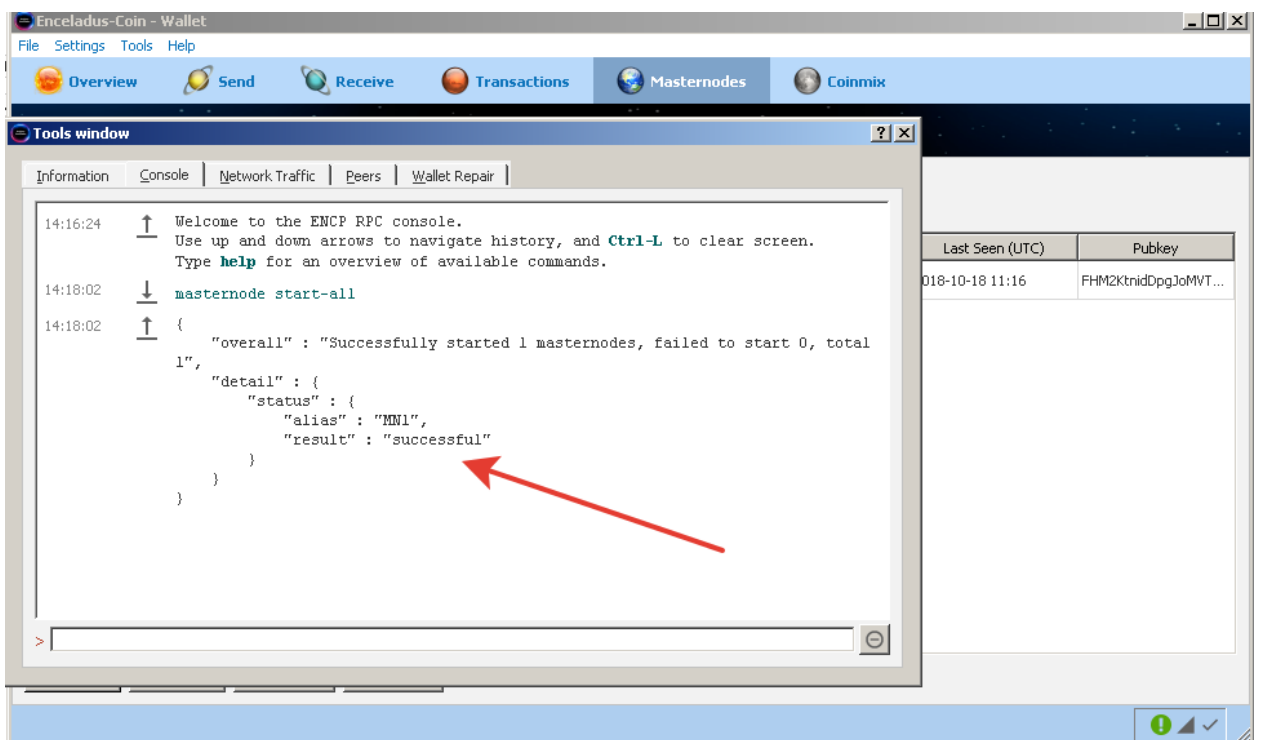 Enceladus-Coin - Wallet
File Settings Tools Help
Overview Send Receive Transactions Masternodes Coinmix
Tools window
Information Console Network Traffic Peers Wallet Repair
14:16:24 Welcome to the ENCP RPC console.
Use up and down arrows to navigate history, and Ctrl-L to clear screen.
Type help for an overview of available commands.
14:18:02 masternode start-all
14:18:02 {
"overall" : "Successfully started 1 masternodes, failed to start 0, total
1",
"detail" : {
"status" : {
"alias" : "MN1",
"result" : "successful"
}
}
}
>
Last Seen (UTC) Pubkey
018-10-18 11:16 FHM2KtnidDpgJoMVT...